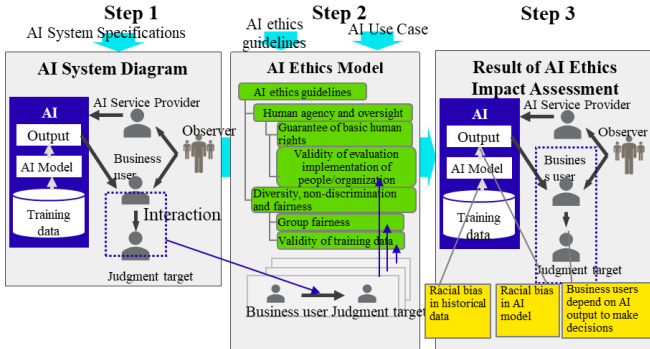 Step 1
Step 2
Step 3
AI System Specifications
AI ethics
guidelines
AI Use Case
AI System Diagram
AI
AI Service Provider
Output
Observer
Business
user
AI Model
Interaction
Training
data
Judgment target
AI Ethics Model
AI ethics guidelines
Human agency and oversight
Guarantee of basic human
rights
Validity of evaluation
implementation of
people/organization
Diversity, non-discrimination
and fairness
Group fairness
Validity of training data
Business user
Judgment target
Result of AI Ethics
Impact Assessment
AI
AI Service Provider
Output
Observer
Busines
s user
AI Model
Training
data
Judgment target
Racial bias
in historical
data
Racial bias
in AI
model
Business users
depend on AI
output to make
decisions